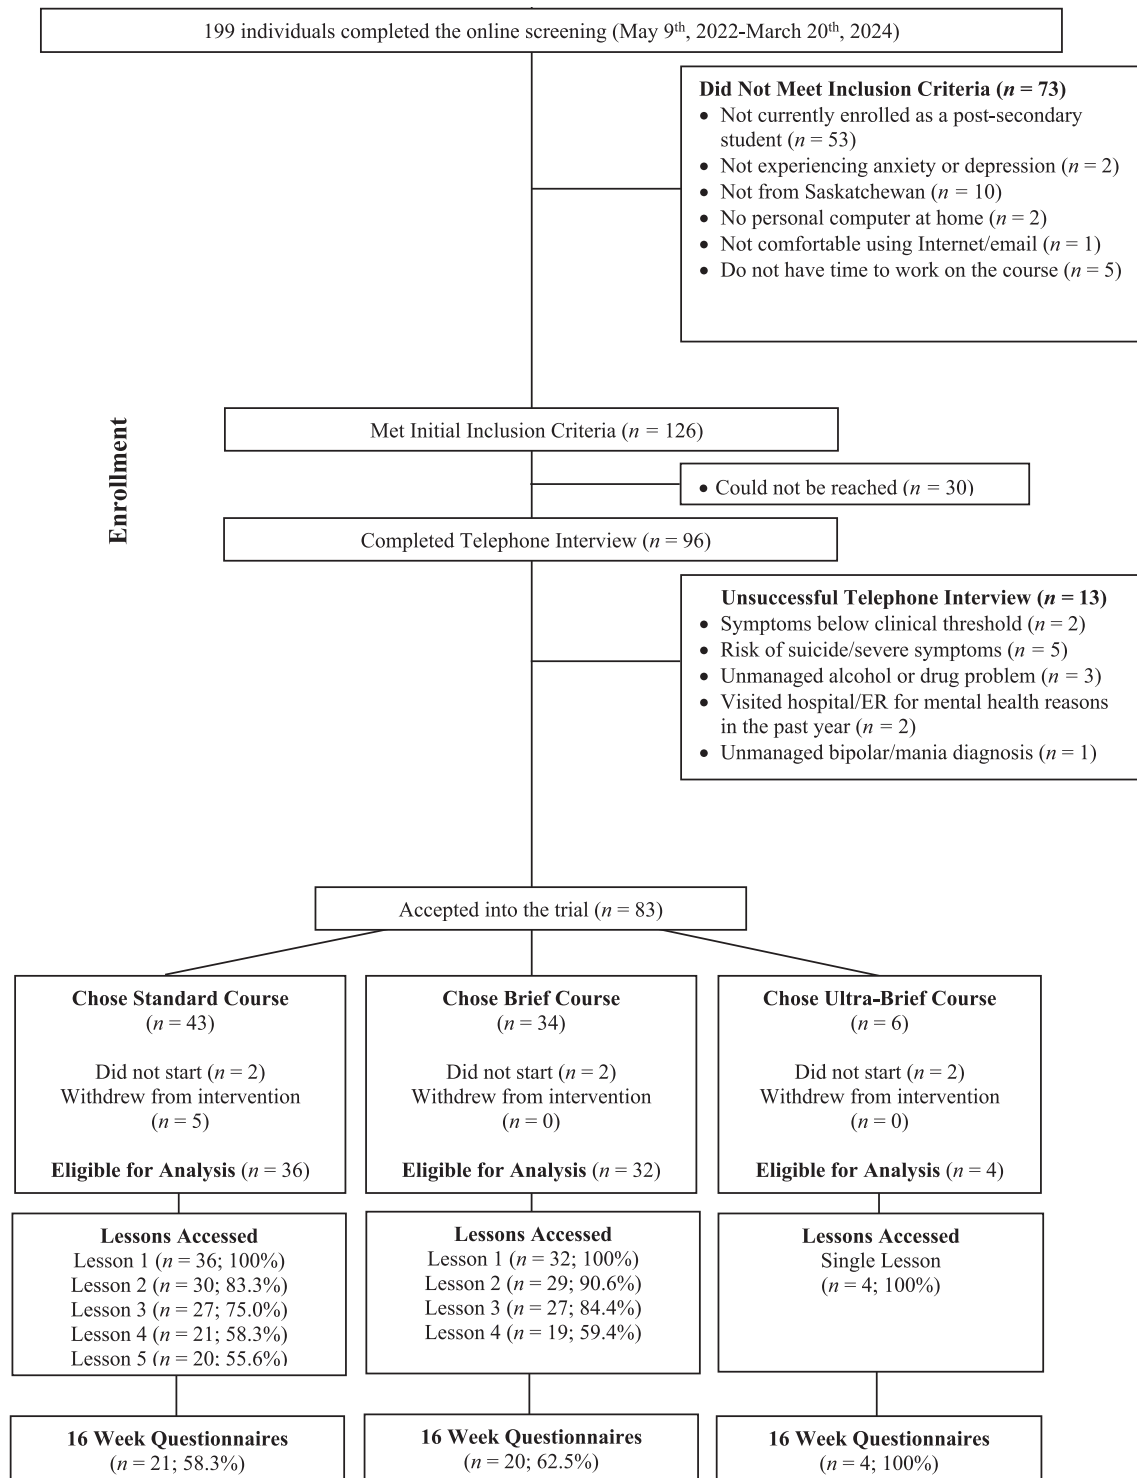 199 individuals completed the online screening (May 9th, 2022-March 20th, 2024)
Did Not Meet Inclusion Criteria (n = 73)
• Not currently enrolled as a post-secondary
student (n = 53)
• Not experiencing anxiety or depression (n = 2)
• Not from Saskatchewan (n = 10)
• No personal computer at home (n = 2)
• Not comfortable using Internet/email (n = 1)
• Do not have time to work on the course (n = 5)
Enrollment
Met Initial Inclusion Criteria (n = 126)
• Could not be reached (n = 30)
Completed Telephone Interview (n = 96)
Unsuccessful Telephone Interview (n = 13)
• Symptoms below clinical threshold (n = 2)
• Risk of suicide/severe symptoms (n = 5)
• Unmanaged alcohol or drug problem (n = 3)
• Visited hospital/ER for mental health reasons
in the past year (n = 2)
• Unmanaged bipolar/mania diagnosis (n = 1)
Accepted into the trial (n = 83)
Chose Standard Course
(n = 43)
Did not start (n = 2)
Withdrew from intervention
(n = 5)
Eligible for Analysis (n = 36)
Chose Brief Course
(n = 34)
Did not start (n = 2)
Withdrew from intervention
(n = 0)
Eligible for Analysis (n = 32)
Chose Ultra-Brief Course
(n = 6)
Did not start (n = 2)
Withdrew from intervention
(n = 0)
Eligible for Analysis (n = 4)
Lessons Accessed
Lesson 1 (n = 36; 100%)
Lesson 2 (n = 30; 83.3%)
Lesson 3 (n = 27; 75.0%)
Lesson 4 (n = 21; 58.3%)
Lesson 5 (n = 20; 55.6%)
Lessons Accessed
Lesson 1 (n = 32; 100%)
Lesson 2 (n = 29; 90.6%)
Lesson 3 (n = 27; 84.4%)
Lesson 4 (n = 19; 59.4%)
Lessons Accessed
Single Lesson
(n = 4; 100%)
16 Week Questionnaires
(n = 21; 58.3%)
16 Week Questionnaires
(n = 20; 62.5%)
16 Week Questionnaires
(n = 4; 100%)